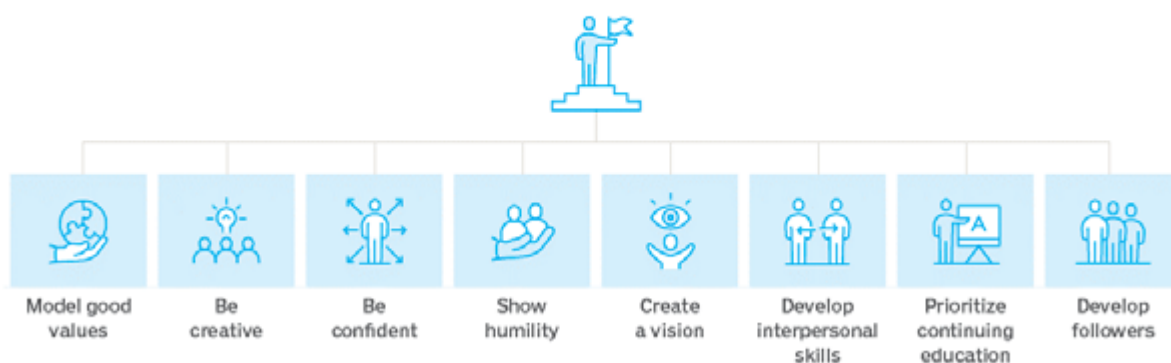 Model good
values
Be
creative
Be
confident
Show
humility
Create
a vision
Develop
interpersonal
skills
A
Prioritize
continuing
education
Develop
followers